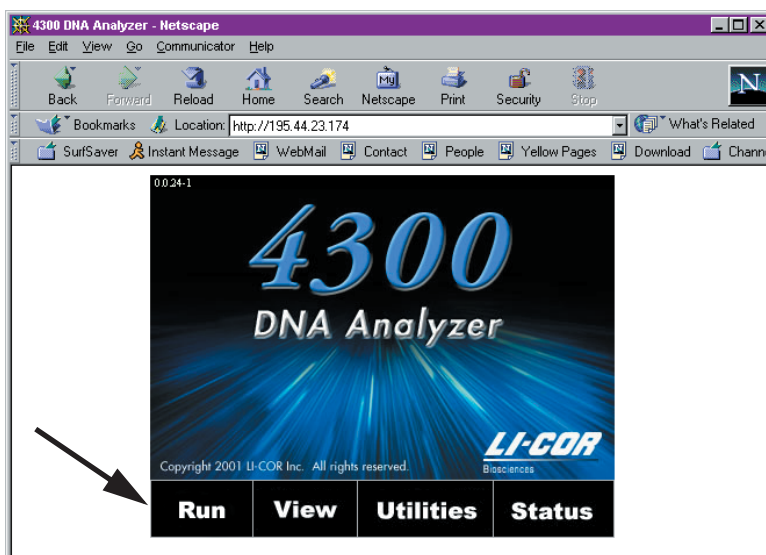 4300 DNA Analyzer - Netscape
File Edit View Go Communicator Help
Back Forward Reload Home Search Netscape Print Security Stop
Bookmarks Location: http://195.44.23.174 What's Related
SurfSaver Instant Message WebMail Contact People Yellow Pages Download Chann
0.0.24-1
4300
DNA Analyzer
LI-COR
Copyright 2001 LI-COR Inc. All rights reserved. Biosciences
Run View Utilities Status